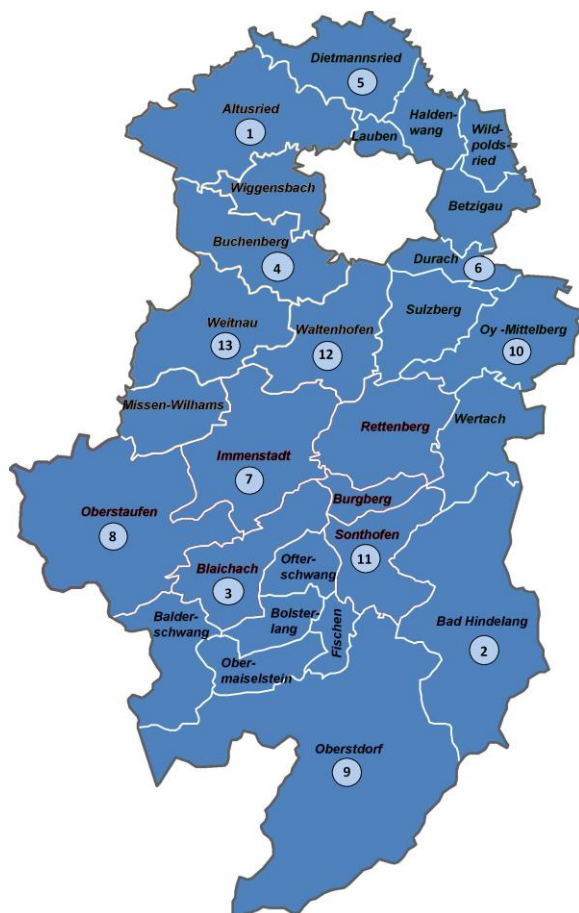 Dietmannsried
5
Altusried
1
Halden-
wang
Lauben
Wild-
polds-
ried
Wiggensbach
Betzigau
Buchenberg
4
Durach
6
Sulzberg
Weitnau
13
Waltenhofen
12
Oy -Mittelberg
10
Missen-Wilhams
Rettenberg
Wertach
Immenstadt
7
Burgberg
Oberstaufen
8
Sonthofen
11
Blaichach
3
Ofter-
schwang
Balder-
schwang
Bolster-
lang
Fischen
Bad Hindelang
2
Ober-
maiselstein
Oberstdorf
9